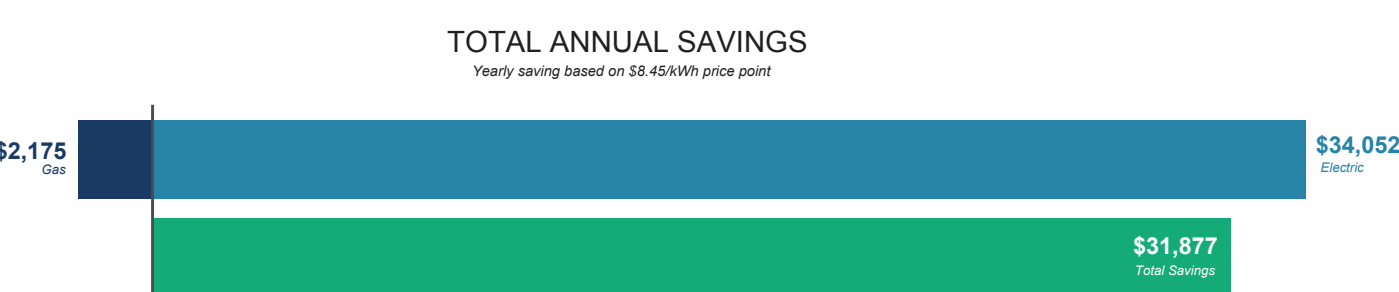 TOTAL ANNUAL SAVINGS
Yearly saving based on $8.45/kWh price point
$2,175
Gas
$34,052
Electric
$31,877
Total Savings